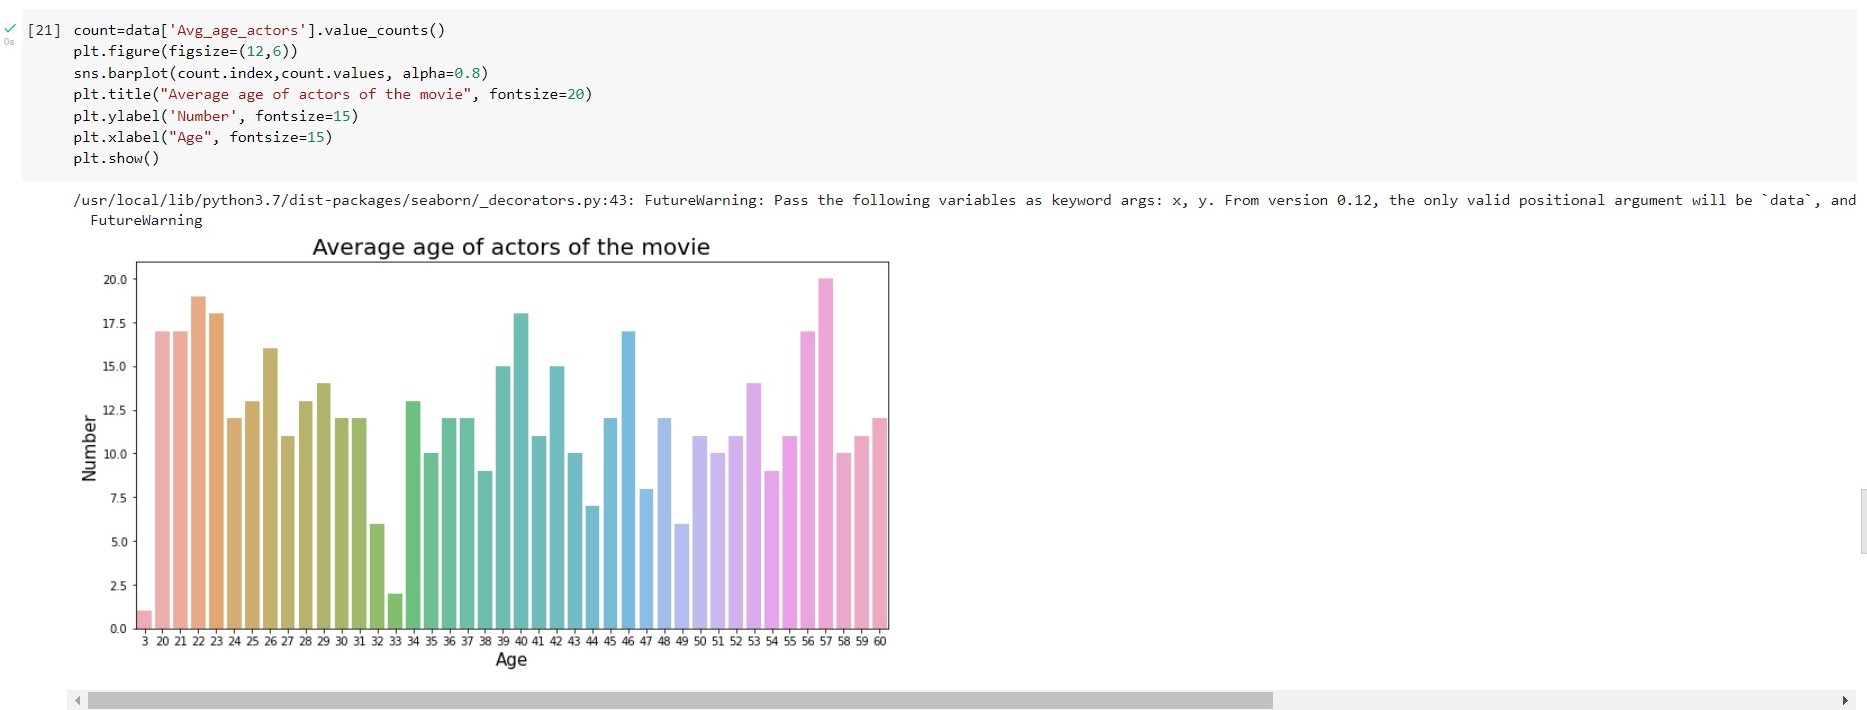 [21] count=data['Avg_age_actors'].value_counts()
0s
plt.figure(figsize=(12,6))
sns.barplot(count.index,count.values, alpha=0.8)
plt.title("Average age of actors of the movie", fontsize=20)
plt.ylabel('Number', fontsize=15)
plt.xlabel("Age", fontsize=15)
plt.show()
/usr/local/lib/python3.7/dist-packages/seaborn/_decorators.py:43: FutureWarning: Pass the following variables as keyword args: x, y. From version 0.12, the only valid positional argument will be `data`, and
FutureWarning
Average age of actors of the movie
20.0
17.5
15.0
12.5
10.0
7.5
5.0
2.5
0.0
Number
3 20 21 22 23 24 25 26 27 28 29 30 31 32 33 34 35 36 37 38 39 40 41 42 43 44 45 46 47 48 49 50 51 52 53 54 55 56 57 58 59 60
Age